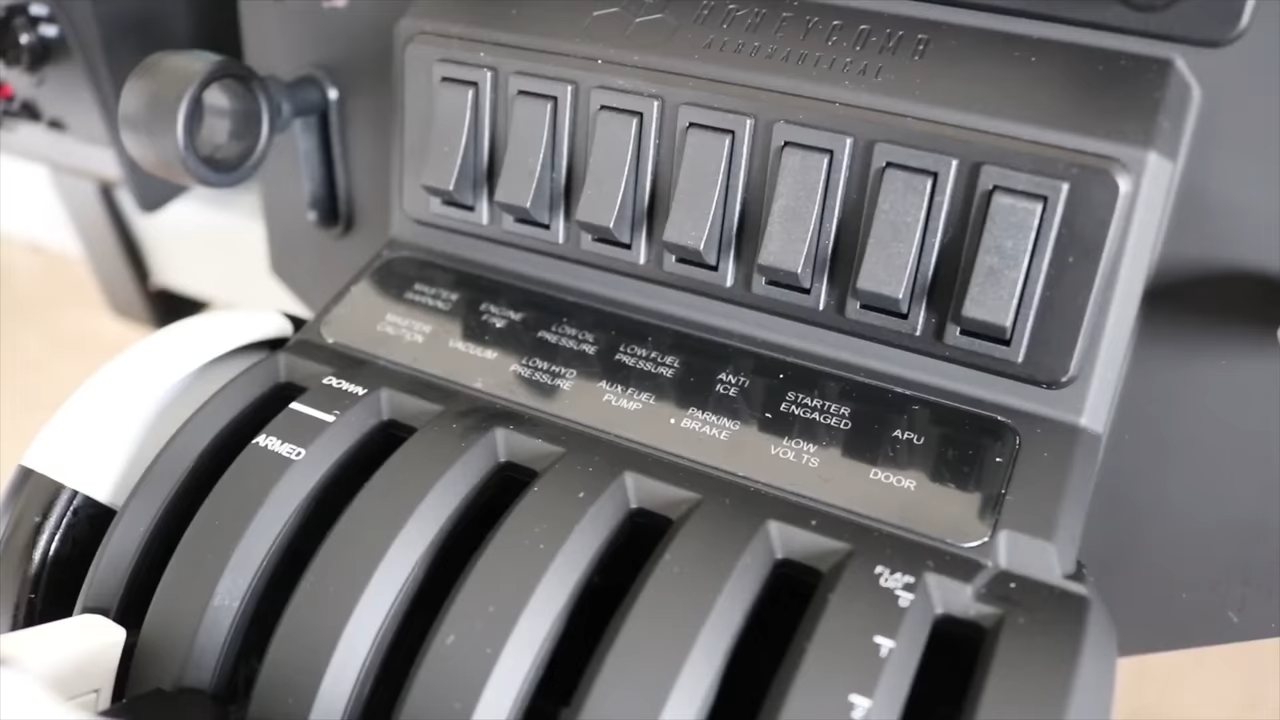 HONEYCOMB
AERONAUTICAL
MASTER
WARNING
ENGINE
FIRE
LOW OIL
PRESSURE
LOW FUEL
PRESSURE
ANTI
ICE
STARTER
ENGAGED
APU
MASTER
CAUTION
VACUUM
LOW HYD
PRESSURE
AUX FUEL
PUMP
PARKING
BRAKE
LOW
VOLTS
DOOR
DOWN
ARMED
FLAP
UP